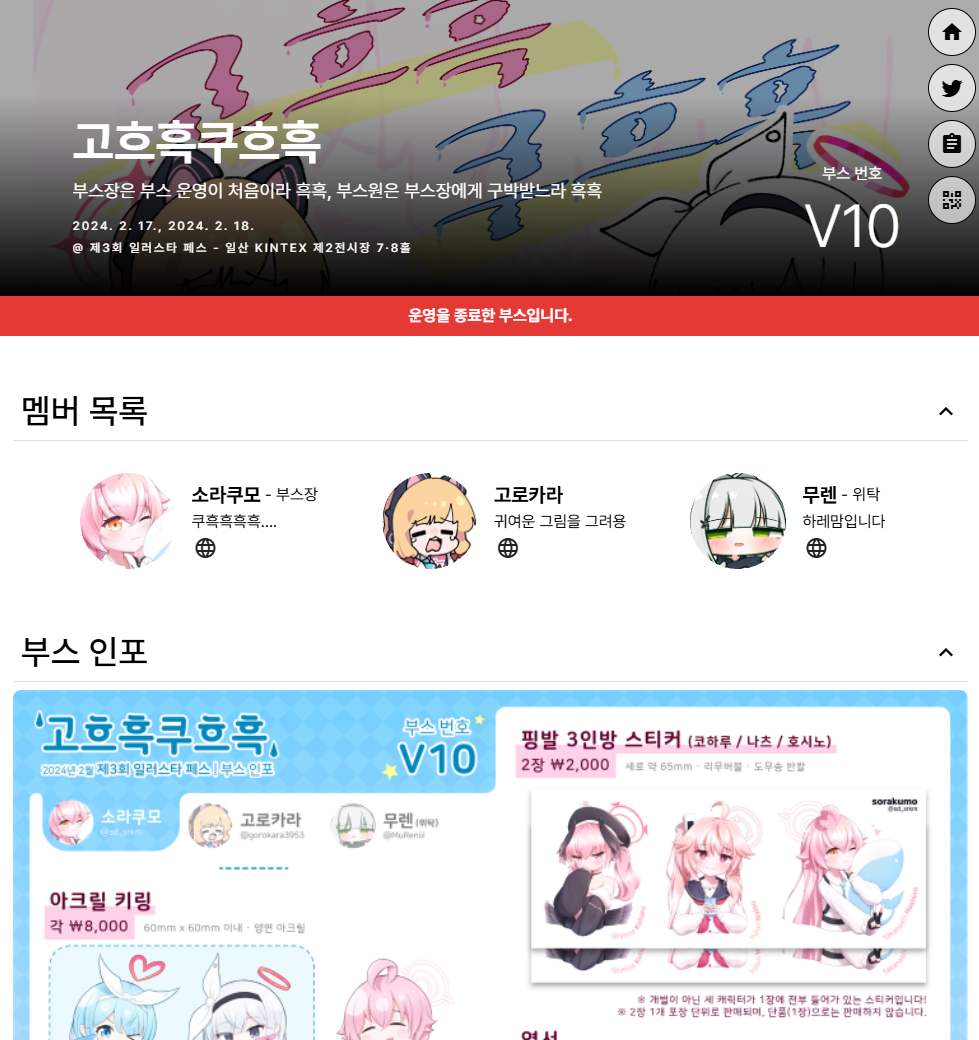 고흐흑쿠흐흑
고흐흑쿠흐흑
부스장은 부스 운영이 처음이라 흑흑, 부스원은 부스장에게 구박받느라 흑흑
2024. 2. 17., 2024. 2. 18.
@ 제3회 일러스타 페스 - 일산 KINTEX 제2전시장 7·8홀
부스 번호
V10
운영을 종료한 부스입니다.
멤버 목록
소라쿠모 - 부스장
쿠흑흑흑흑....
고로카라
귀여운 그림을 그려용
무렌 - 위탁
하레맘입니다
부스 인포
고흐흑쿠흐흑
2024년 2월 제3회 일러스타 페스 | 부스 인포
부스 번호
V10
소라쿠모
@sd_srkm
고로카라
@gorokara3953
무렌(위탁)
@MuReniii
아크릴 키링
각 ₩8,000 60mm x 60mm 이내 · 양면 아크릴
핑발 3인방 스티커 (코하루 / 나츠 / 호시노)
2장 ₩2,000 세로 약 65mm · 리무버블 · 도무송 반칼
sorakumo
@sd_srkm
※ 개별이 아닌 세 캐릭터가 1장에 전부 들어가 있는 스티커입니다!
※ 2장 1개 포장 단위로 판매되며, 단품(1장)으로는 판매하지 않습니다.